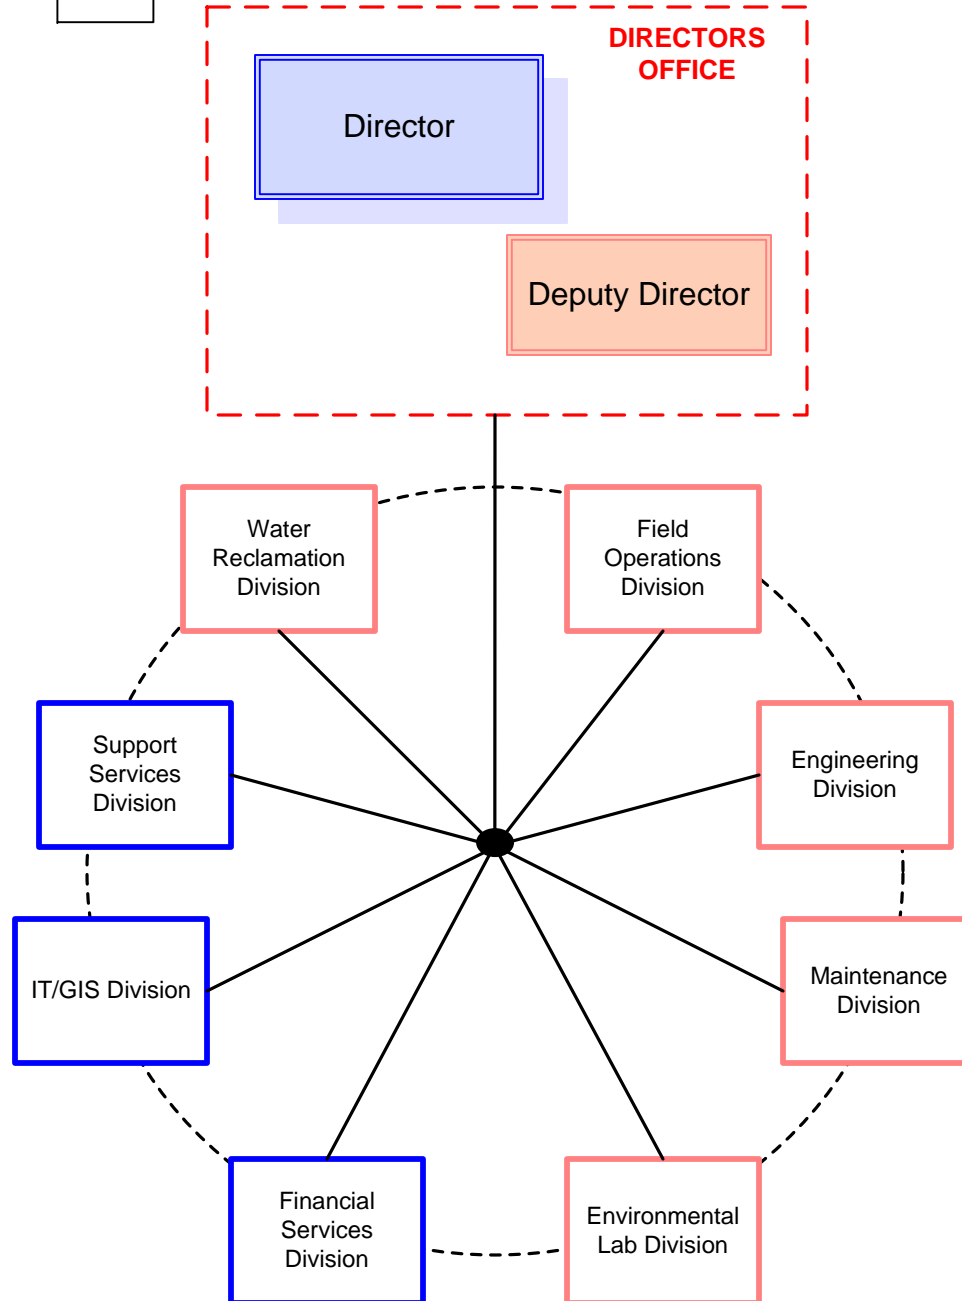 DIRECTORS
OFFICE
Director
Deputy Director
Water
Reclamation
Division
Field
Operations
Division
Support
Services
Division
Engineering
Division
IT/GIS Division
Maintenance
Division
Financial
Services
Division
Environmental
Lab Division